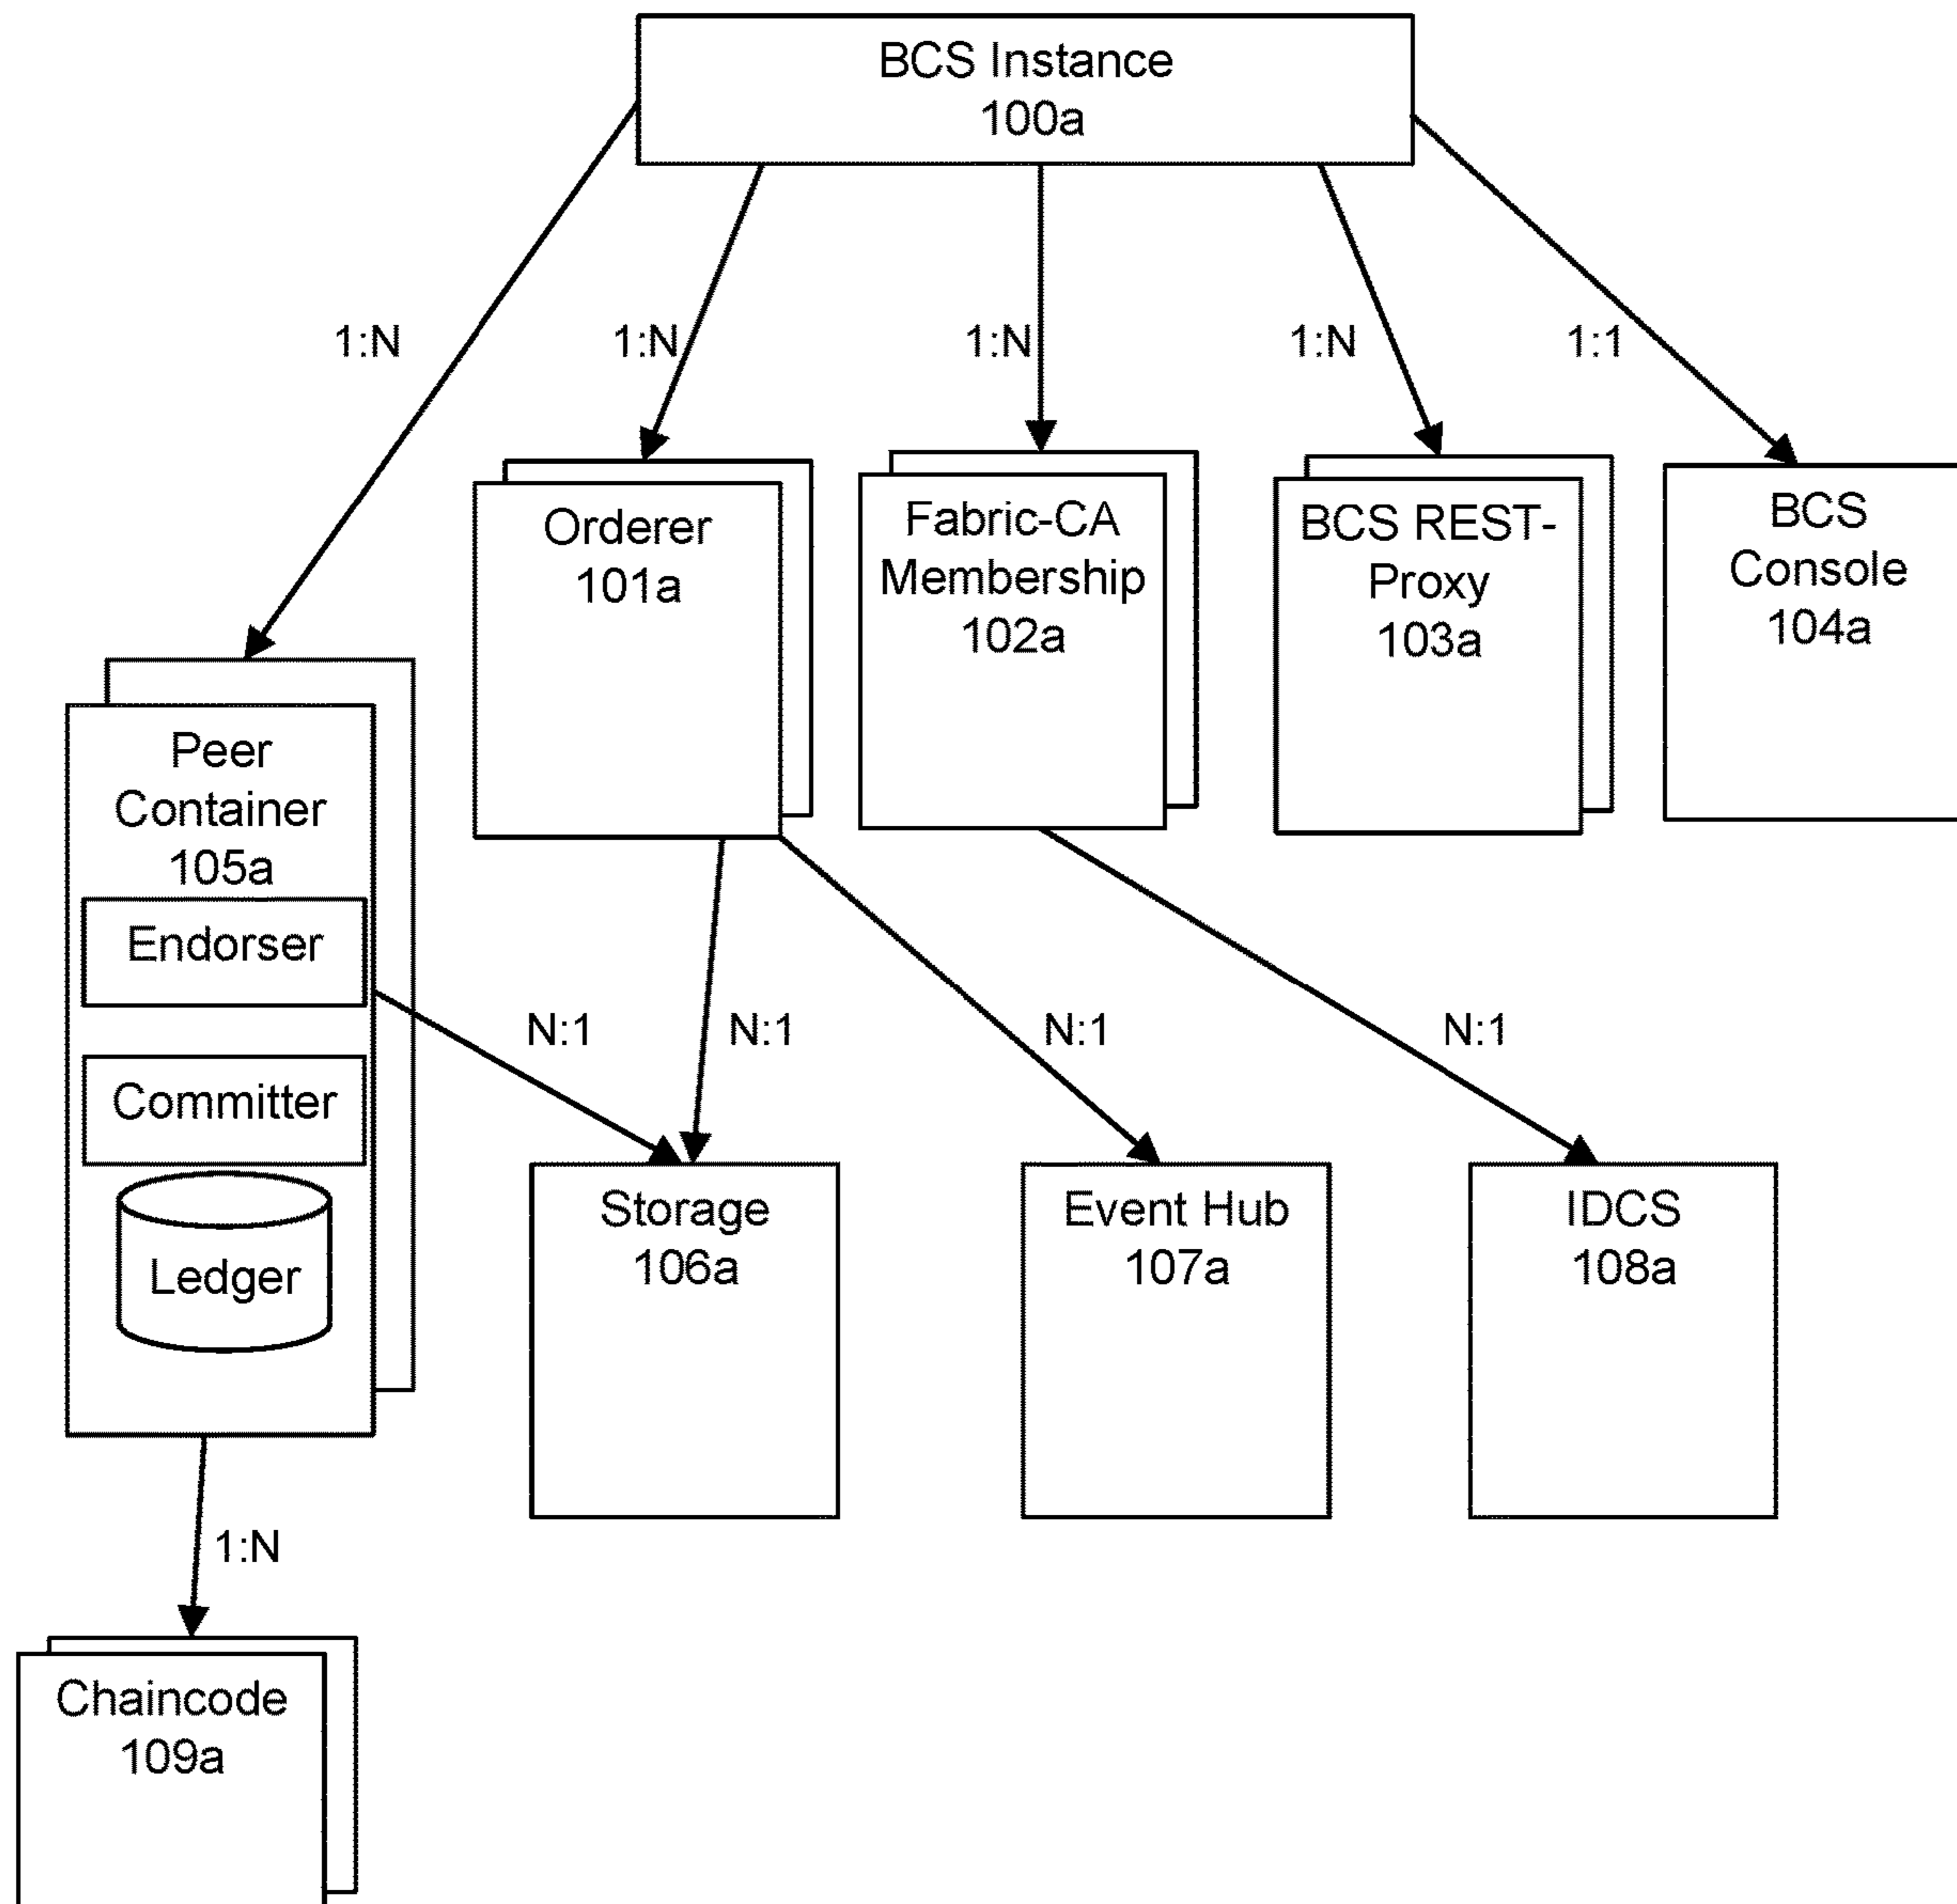 BCS Instance
100a
1:N
1:N
1:N
1:N
1:1
Orderer
101a
Fabric-CA
Membership
102a
BCS REST-
Proxy
103a
BCS
Console
104a
Peer
Container
105a
Endorser
Committer
Ledger
N:1
N:1
N:1
N:1
Storage
106a
Event Hub
107a
IDCS
108a
1:N
Chaincode
109a